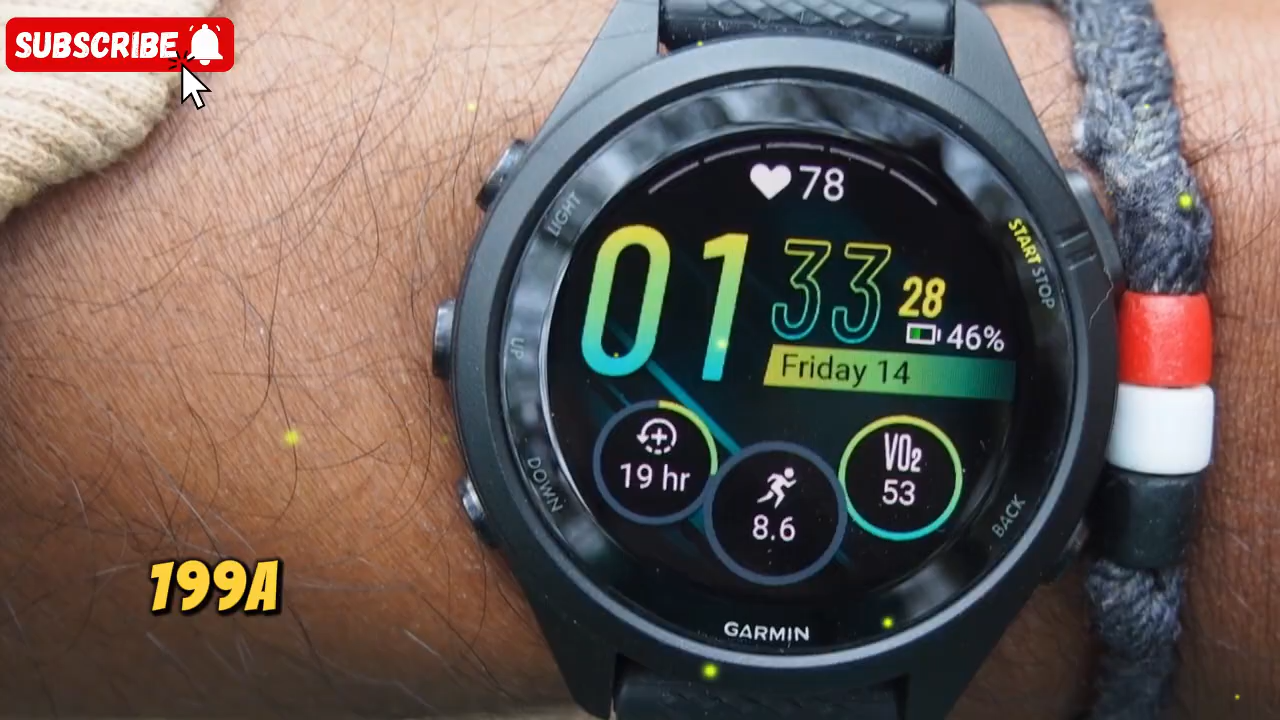 SUBSCRIBE
78
LIGHT
START STOP
01 33 28
46%
Friday 14
UP
19 hr
VO2
53
8.6
DOWN
BACK
199A
GARMIN